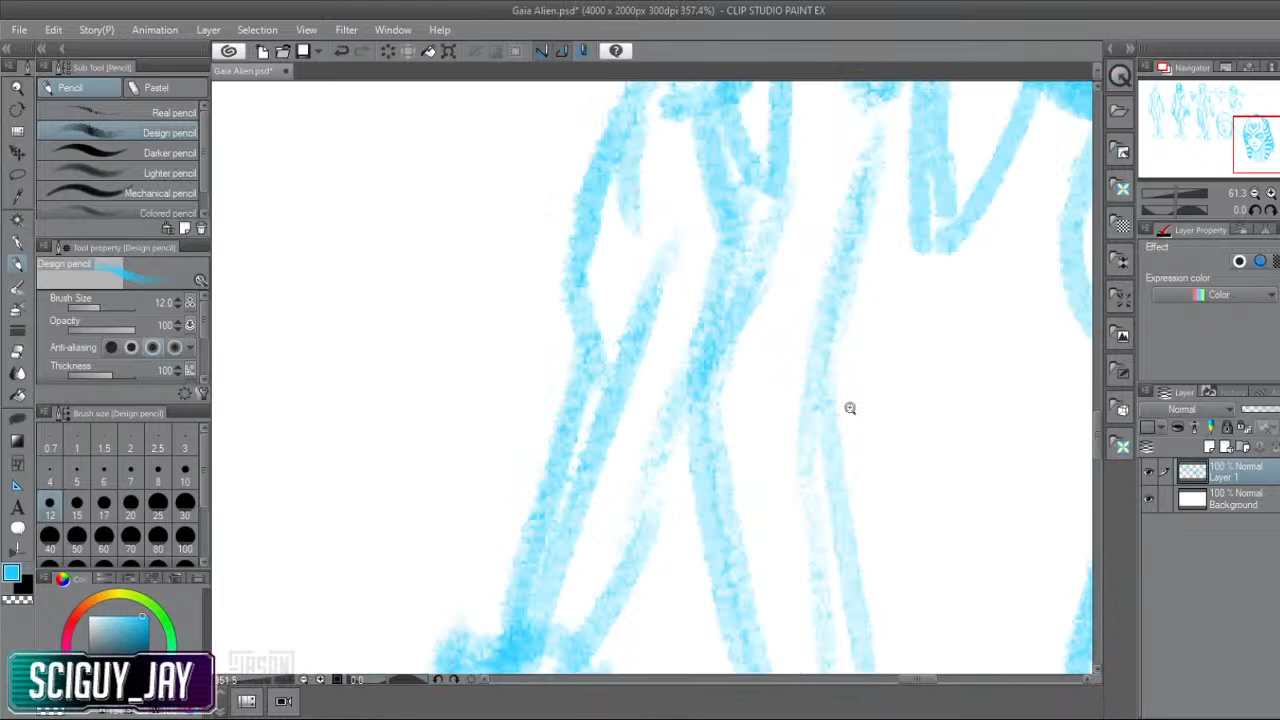 Gaia Alien.psd* (4000 x 2000px 300dpi 357.4%) - CLIP STUDIO PAINT EX
File Edit Story(P) Animation Layer Selection View Filter Window Help
Gaia Alien.psd*
Sub Tool [Pencil]
Pencil Pastel
Real pencil
Design pencil
Darker pencil
Lighter pencil
Mechanical pencil
Colored pencil
Tool property [Design pencil]
Design pencil
Brush Size 12.0
Opacity 100
Anti-aliasing
Thickness 100
Brush size [Design pencil]
0.7 1 1.5 2 2.5 3
4 5 6 7 8 10
12 15 17 20 25 30
40 50 60 70 80 100
Navigator
61.3
0.0
Layer Property
Effect
Expression color
Color
Layer
Normal
100 % Normal
Layer 1
100 % Normal
Background
0.0
SCIGUY_JAY